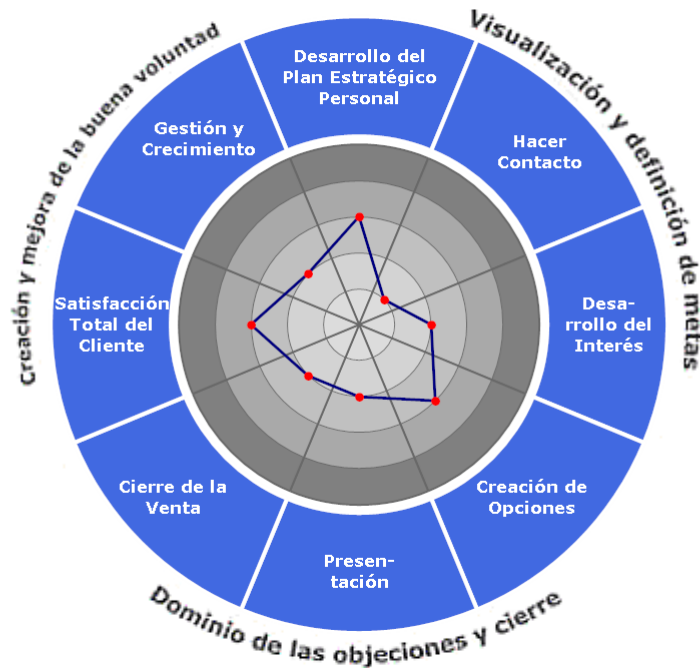 Visualización y definición de metas
Creación y mejora de la buena voluntad
Desarrollo del
Plan Estratégico
Personal
Hacer
Contacto
Desa-
rrollo del
Interés
Creación de
Opciones
Presen-
tación
Cierre de la
Venta
Satisfacción
Total del
Cliente
Gestión y
Crecimiento
Dominio de las objeciones y cierre